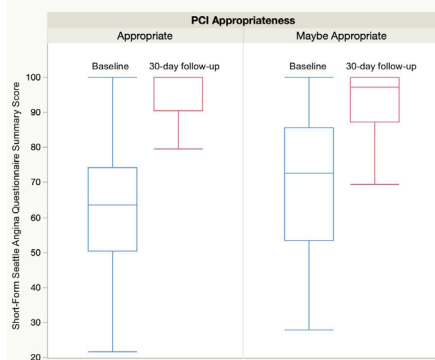 PCI Appropriateness
Appropriate Maybe Appropriate
Baseline 30-day follow-up Baseline 30-day follow-up
Short-Form Seattle Angina Questionnaire Summary Score
100
90
80
70
60
50
40
30
20